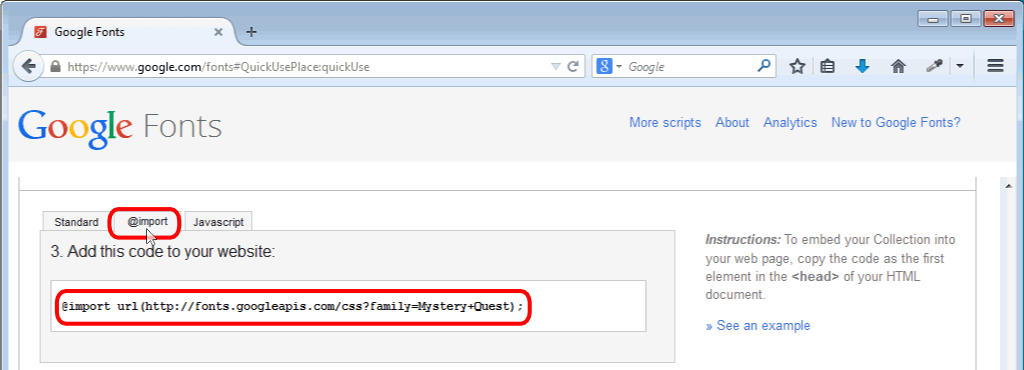 Google Fonts
https://www.google.com/fonts#QuickUsePlace:quickUse
Google
Google Fonts
More scripts About Analytics New to Google Fonts?
Standard @import Javascript
3. Add this code to your website:
@import url(http://fonts.googleapis.com/css?family=Mystery+Quest);
Instructions: To embed your Collection into
your web page, copy the code as the first
element in the <head> of your HTML
document.
» See an example